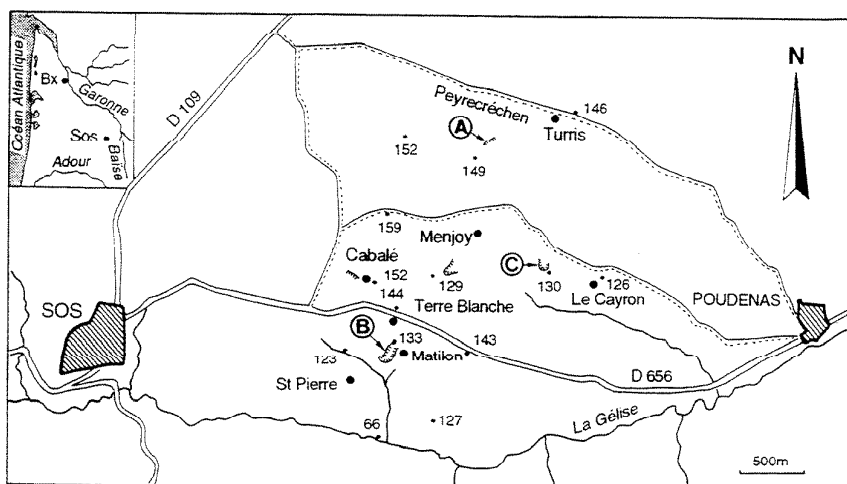 Océan Atlantique
Bx
Garonne
Sos
Baïse
Adour
D 109
N
Peyrecréchen
146
A
Turris
152
149
159
Menjoy
Cabalé
C
152
129
130
126
144
Le Cayron
POUDENAS
SOS
Terre Blanche
B
133
143
123
Matilon
D 656
St Pierre
La Gélise
127
66
500m